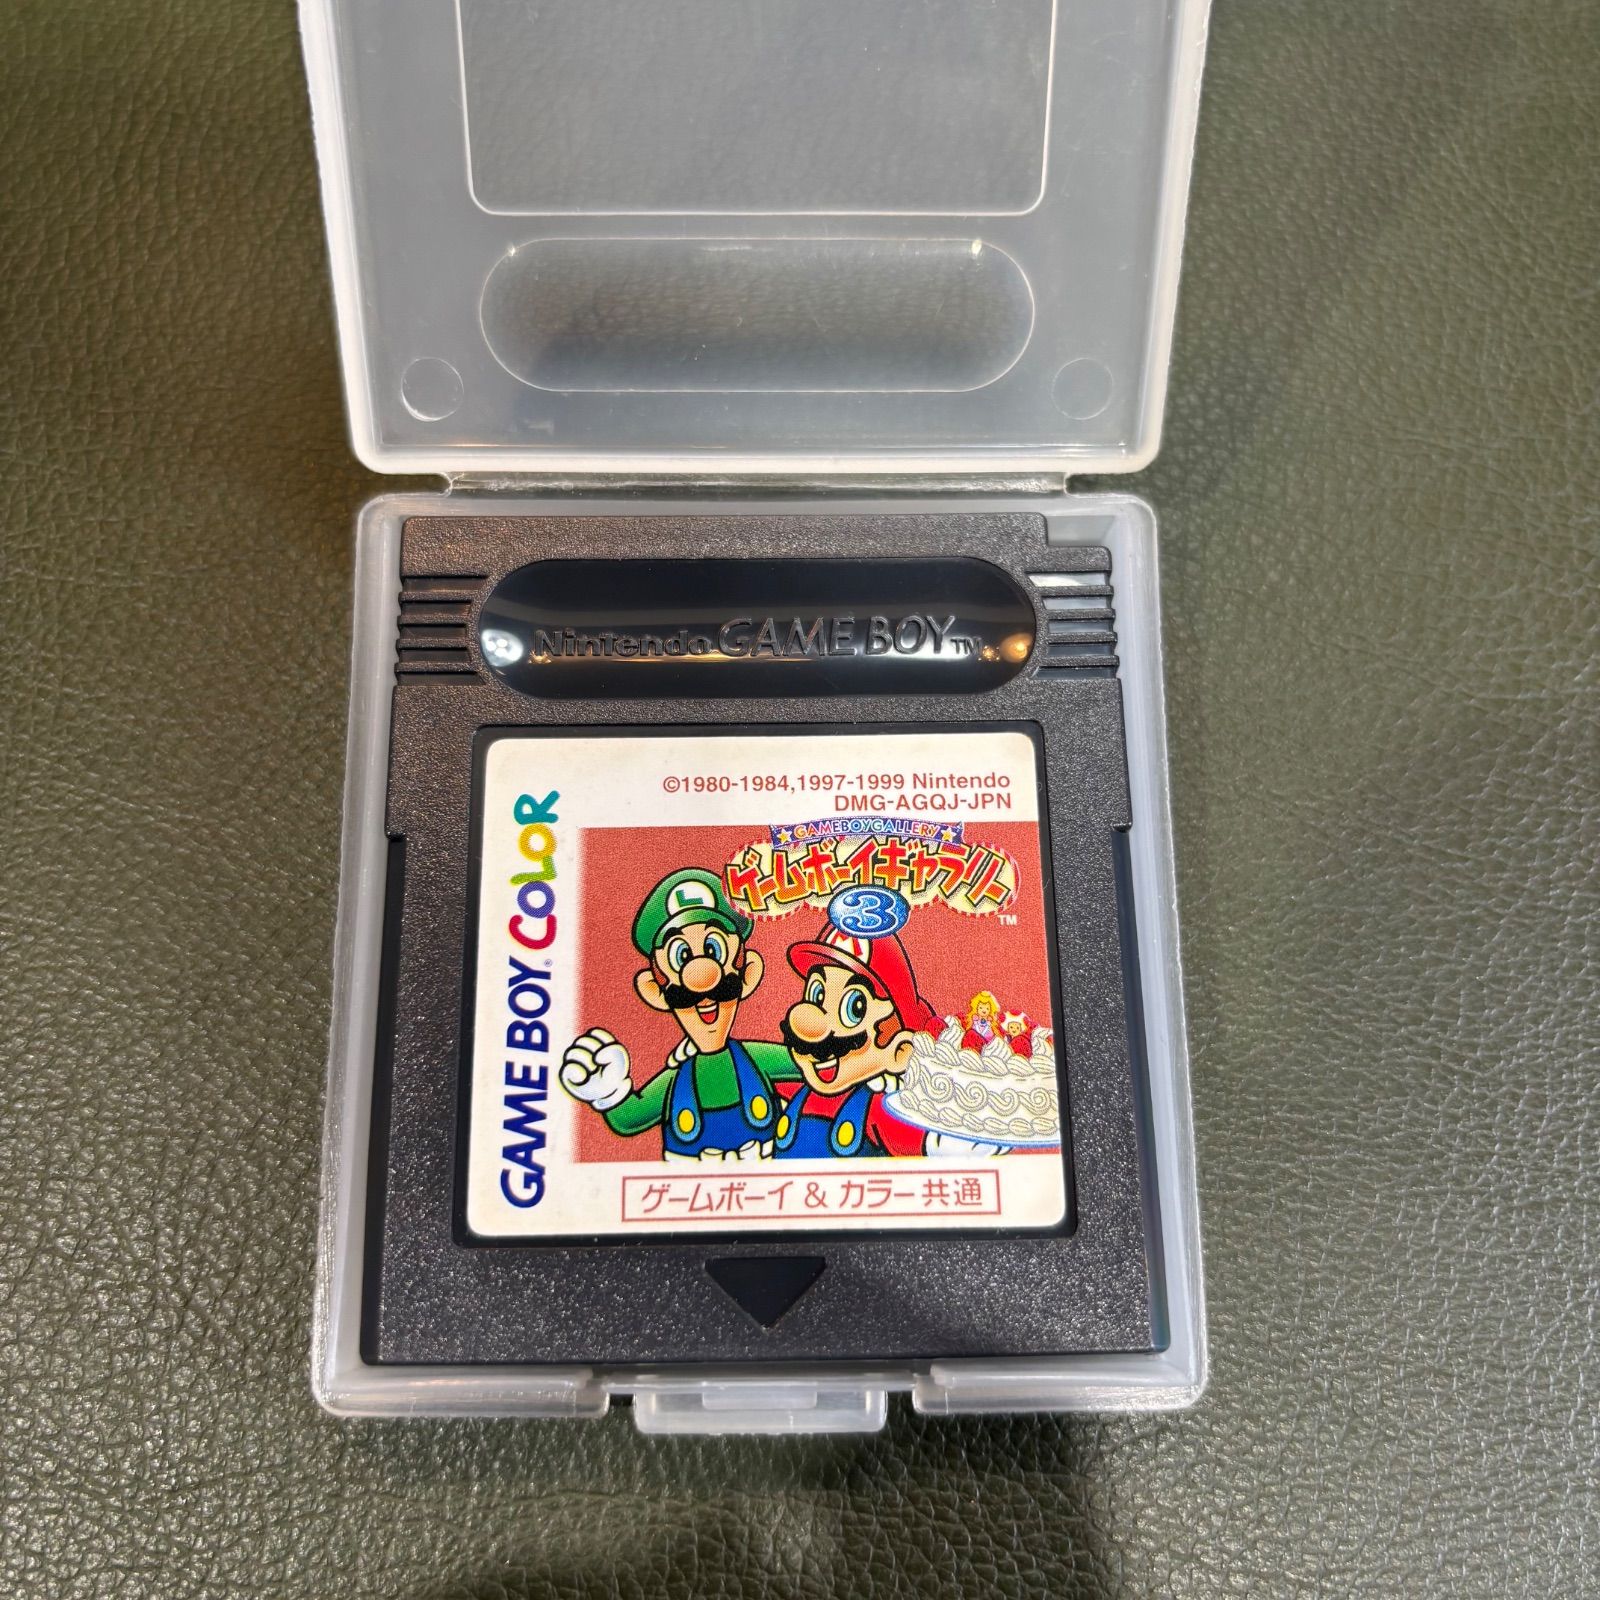 Nintendo GAME BOY TM
©1980-1984,1997-1999 Nintendo
DMG-AGQJ-JPN
GAME BOY® COLOR
GAMEBOYGALLERY
ゲームボーイギャラリー
3
TM
L
M
ゲームボーイ & カラー共通